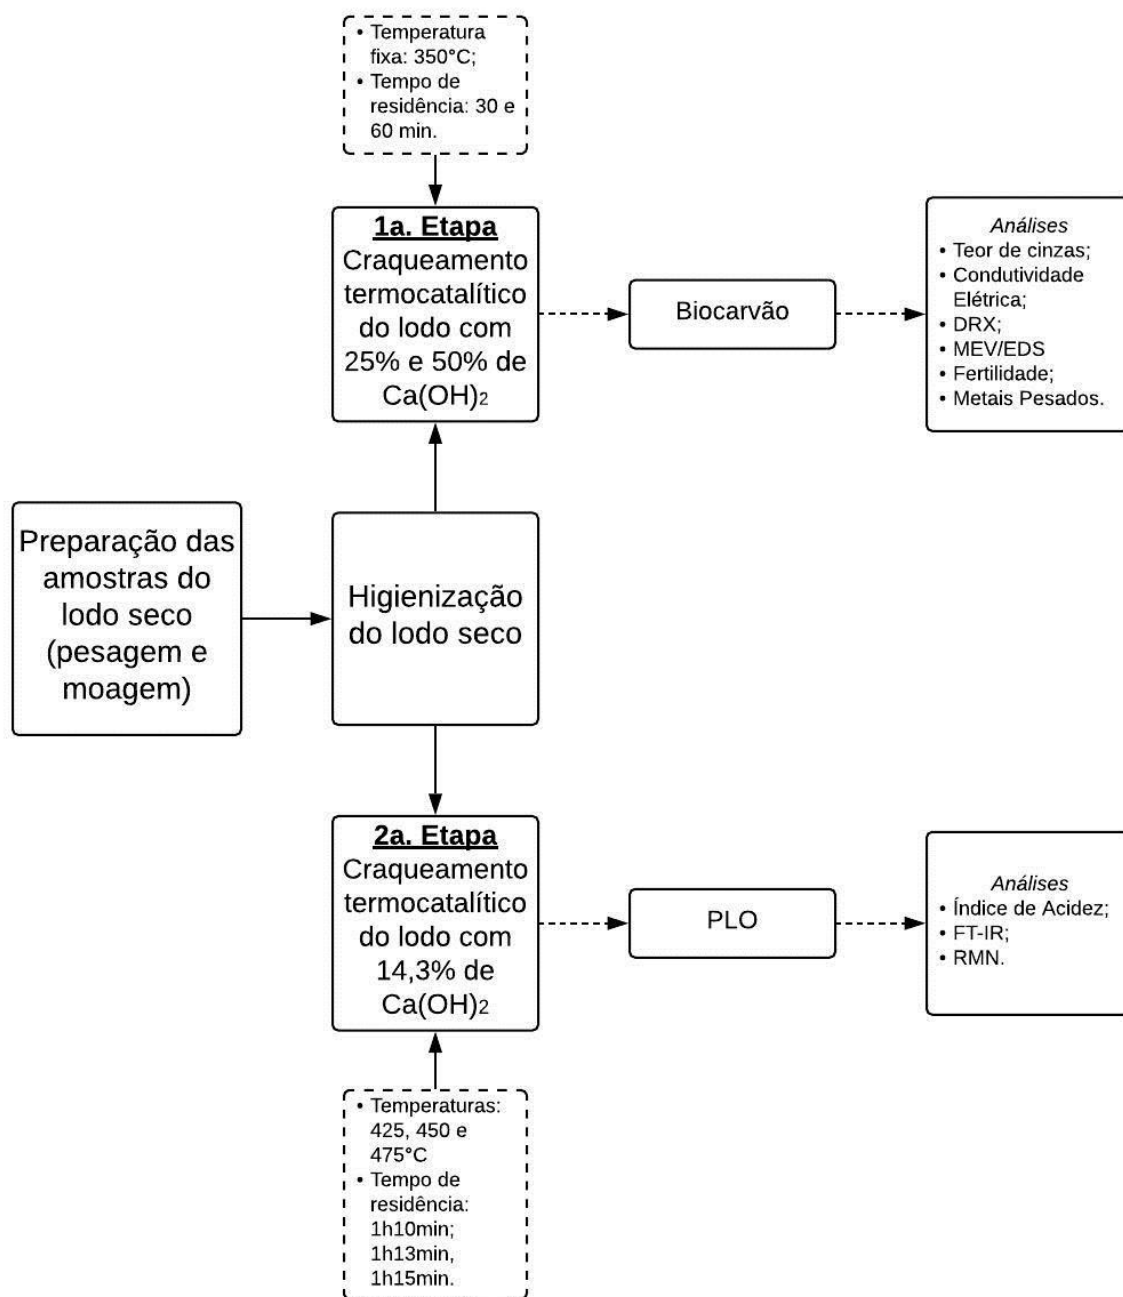 • Temperatura
fixa: 350°C;
• Tempo de
residência: 30 e
60 min.
1a. Etapa
Craqueamento
termocatalítico
do lodo com
25% e 50% de
Ca(OH)2
Biocarvão
Análises
• Teor de cinzas;
• Condutividade
Elétrica;
• DRX;
• MEV/EDS
• Fertilidade;
• Metais Pesados.
Preparação das
amostras do
lodo seco
(pesagem e
moagem)
Higienização
do lodo seco
2a. Etapa
Craqueamento
termocatalítico
do lodo com
14,3% de
Ca(OH)2
PLO
Análises
• Índice de Acidez;
• FT-IR;
• RMN.
• Temperaturas:
425, 450 e
475°C
• Tempo de
residência:
1h10min;
1h13min,
1h15min.